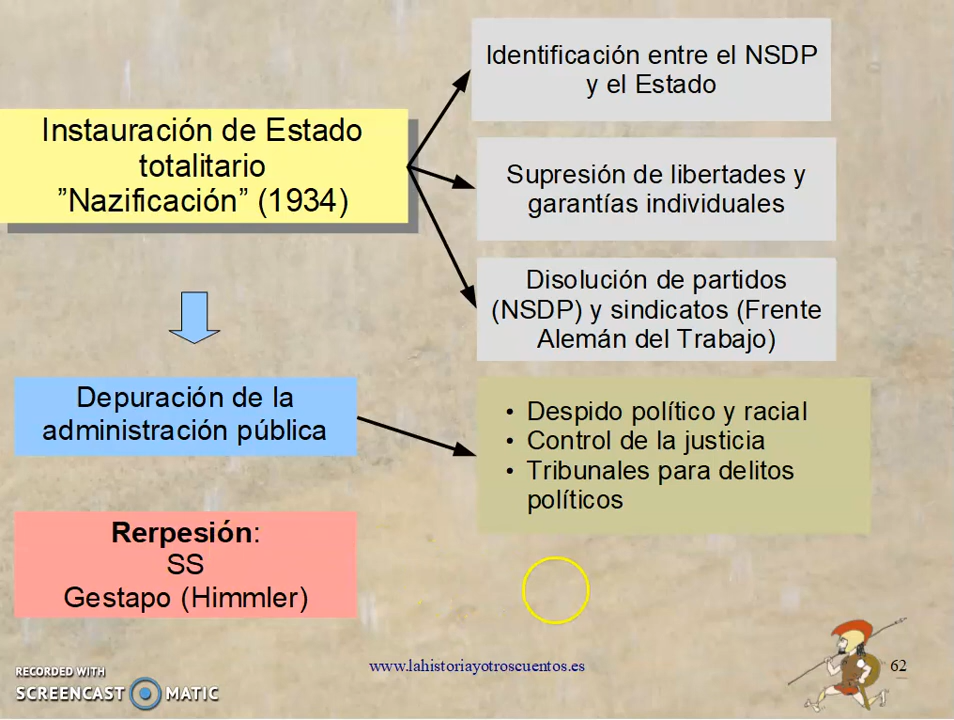 Identificación entre el NSDP
y el Estado
Instauración de Estado
totalitario
”Nazificación” (1934)
Supresión de libertades y
garantías individuales
Disolución de partidos
(NSDP) y sindicatos (Frente
Alemán del Trabajo)
Depuración de la
administración pública
• Despido político y racial
• Control de la justicia
• Tribunales para delitos
políticos
Rerpesión:
SS
Gestapo (Himmler)
www.lahistoriayotroscuentos.es
62
RECORDED WITH
SCREENCAST MATIC